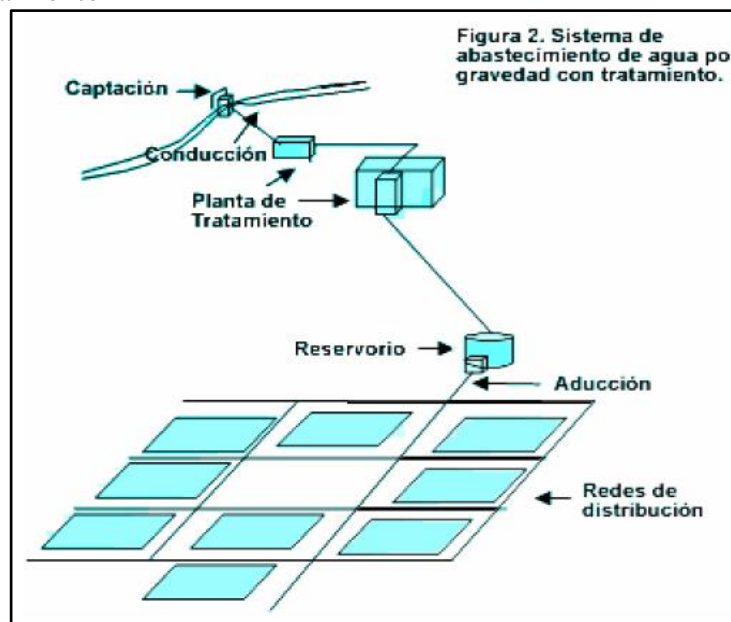 Figura 2. Sistema de
abastecimiento de agua po
gravedad con tratamiento.
Captación
Conducción
Planta de
Tratamiento
Reservorio
Aducción
Redes de
distribución